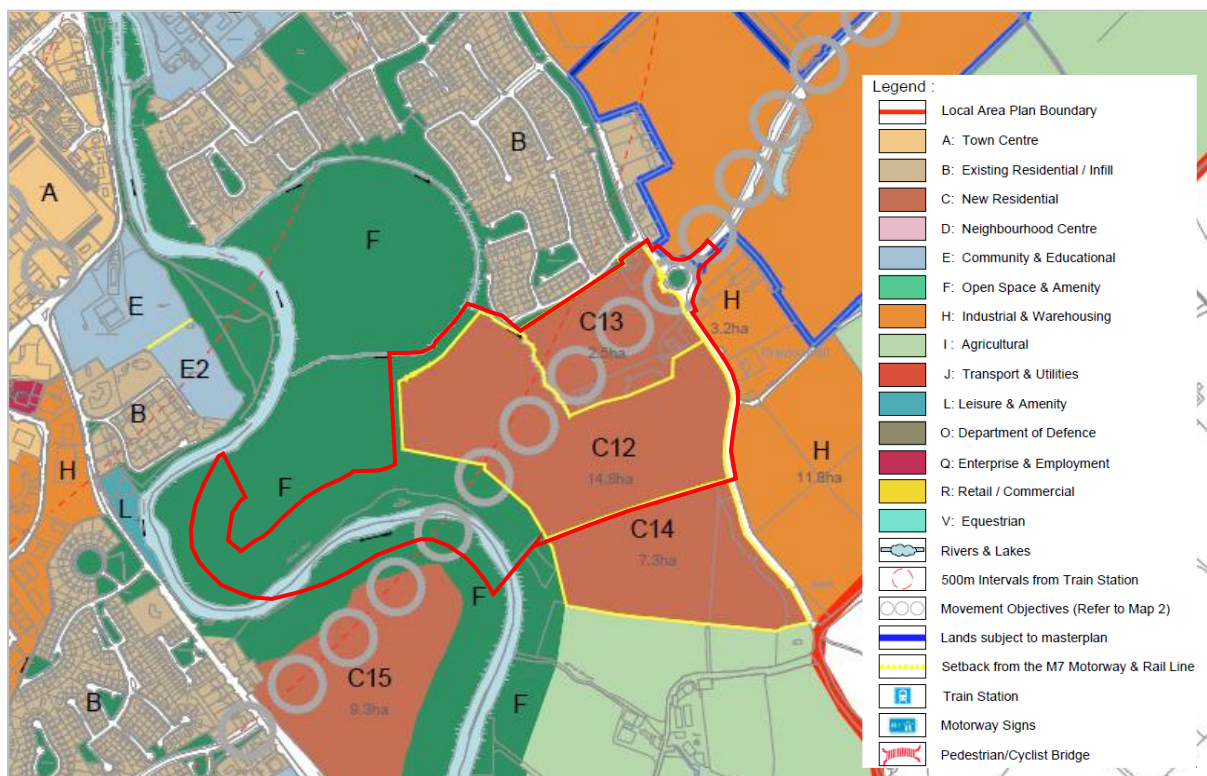 A
B
F
E
E2
B
H
L
F
B
C15
9.3ha
F
F
C13
2.5ha
C12
14.8ha
C14
7.3ha
H
3.2ha
H
11.8ha
Legend :
Local Area Plan Boundary
A: Town Centre
B: Existing Residential / Infill
C: New Residential
D: Neighbourhood Centre
E: Community & Educational
F: Open Space & Amenity
H: Industrial & Warehousing
I : Agricultural
J: Transport & Utilities
L: Leisure & Amenity
O: Department of Defence
Q: Enterprise & Employment
R: Retail / Commercial
V: Equestrian
Rivers & Lakes
500m Intervals from Train Station
Movement Objectives (Refer to Map 2)
Lands subject to masterplan
Setback from the M7 Motorway & Rail Line
Train Station
Motorway Signs
Pedestrian/Cyclist Bridge